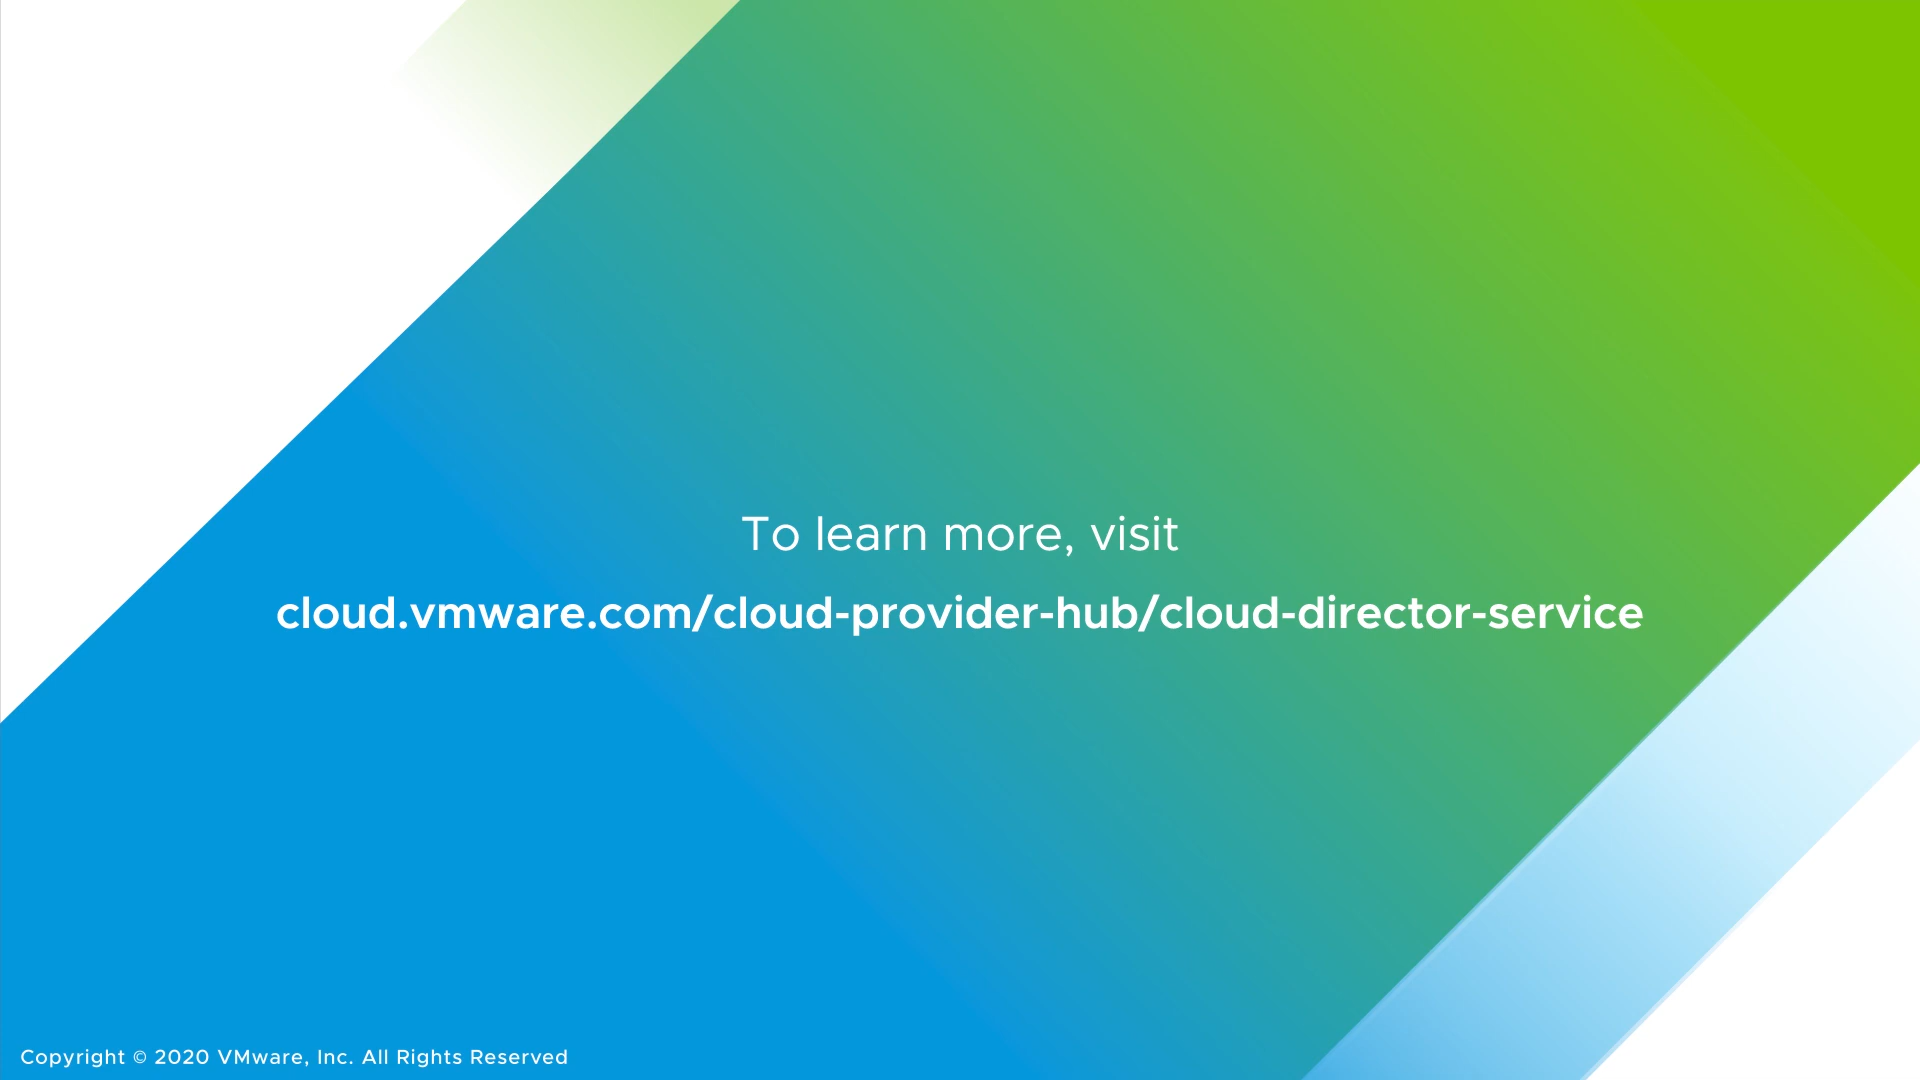 To learn more, visit
cloud.vmware.com/cloud-provider-hub/cloud-director-service
Copyright © 2020 VMware, Inc. All Rights Reserved